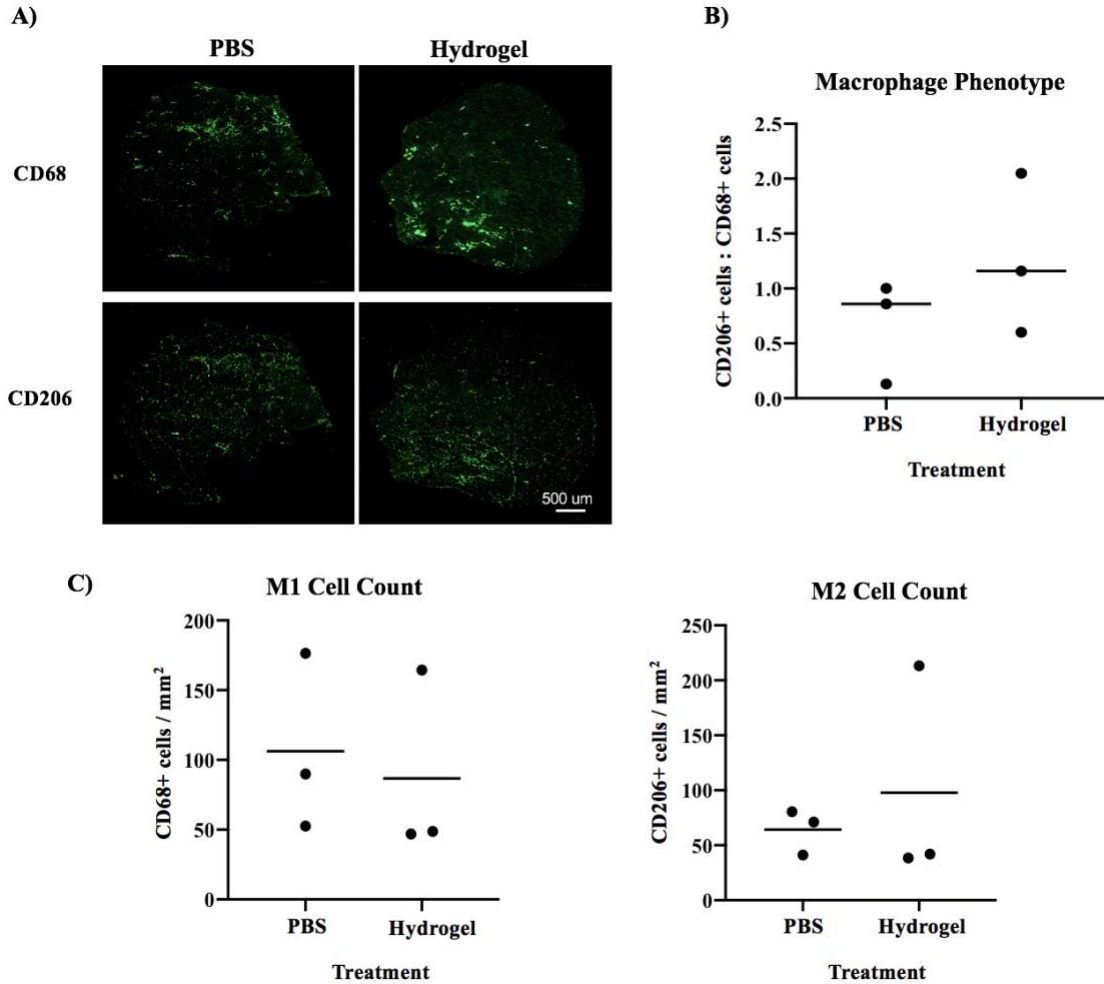 A)
PBS
Hydrogel
CD68
CD206
500 um
B)
Macrophage Phenotype
CD206+ cells : CD68+ cells
2.5
2.0
1.5
1.0
0.5
0.0
PBS
Hydrogel
Treatment
C)
M1 Cell Count
CD68+ cells / mm²
200
150
100
50
0
PBS
Hydrogel
Treatment
M2 Cell Count
CD206+ cells / mm²
250
200
150
100
50
0
PBS
Hydrogel
Treatment